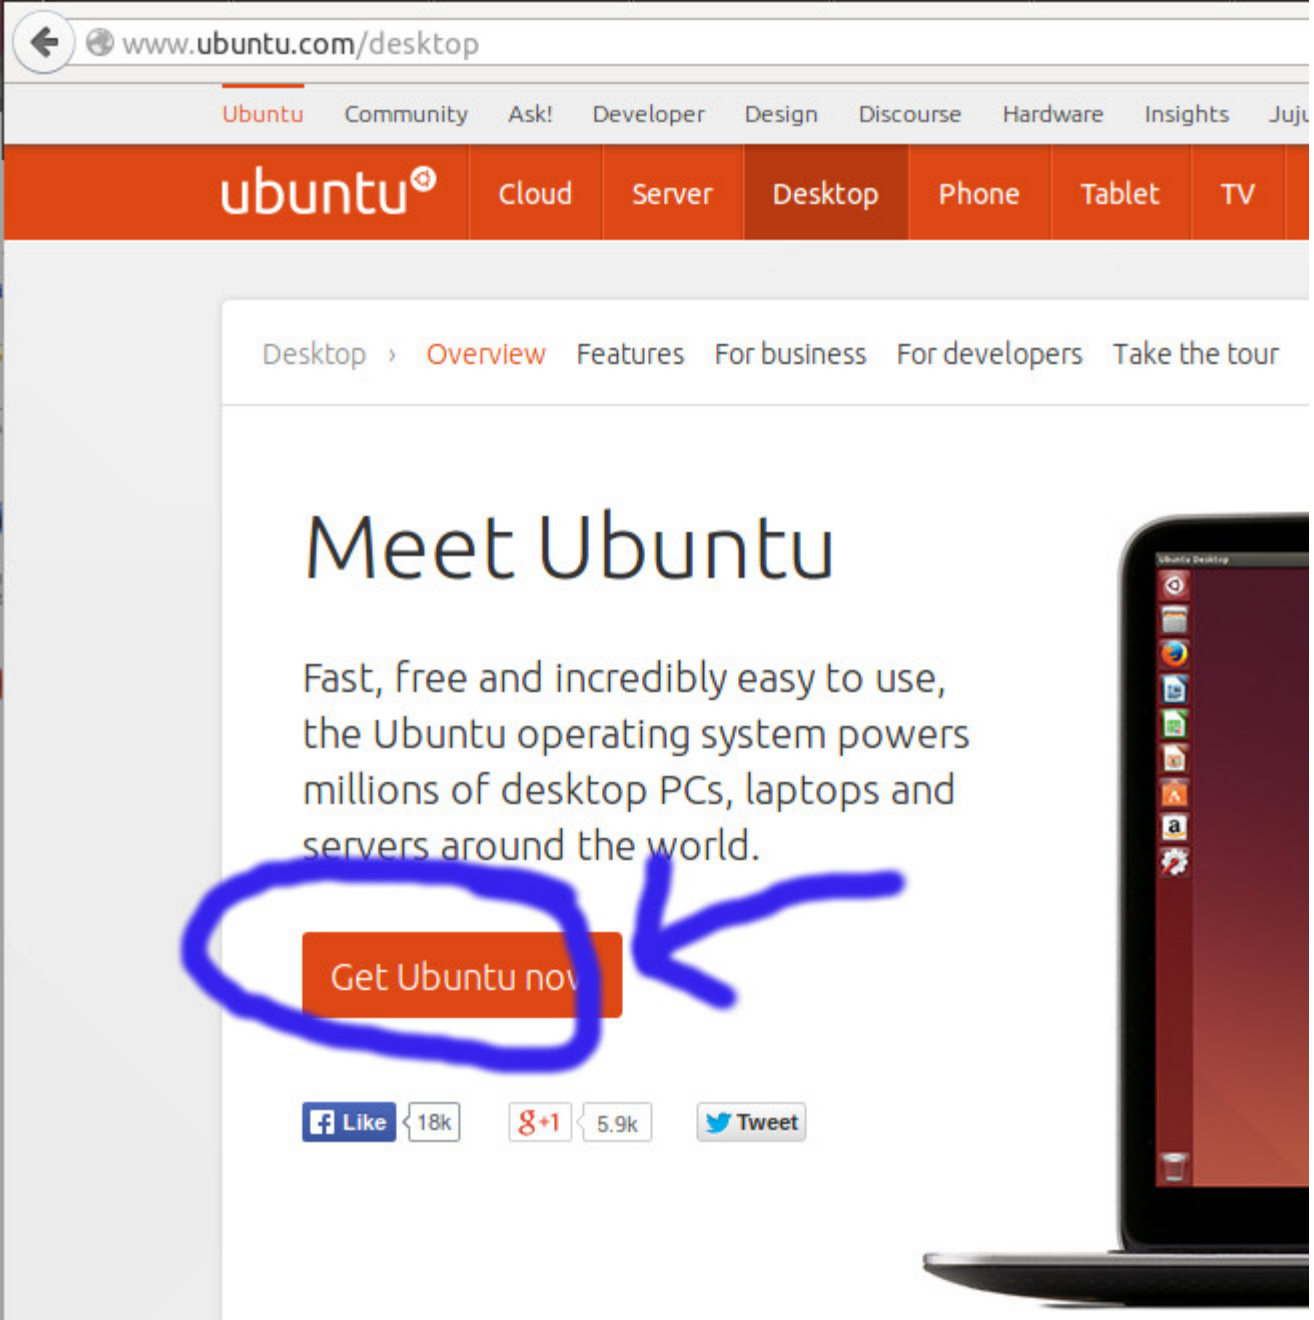 www.ubuntu.com/desktop
Ubuntu Community Ask! Developer Design Discourse Hardware Insights
ubuntu Cloud Server Desktop Phone Tablet TV
Desktop › Overview Features For business For developers Take the tour
Meet Ubuntu
Ubuntu Desktop
Fast, free and incredibly easy to use,
the Ubuntu operating system powers
millions of desktop PCs, laptops and
servers around the world.
Get Ubuntu now
Like 18k g+1 5.9k Tweet